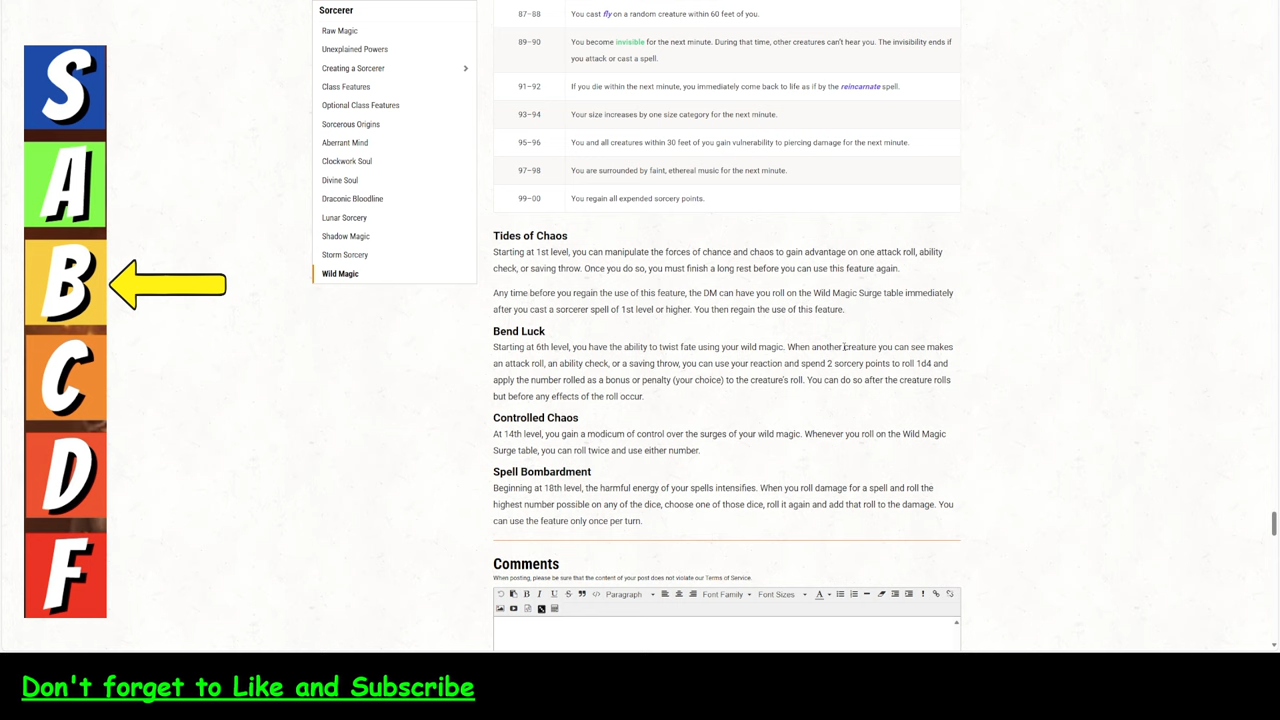 S
A
B
C
D
F
Sorcerer
Raw Magic
Unexplained Powers
Creating a Sorcerer
Class Features
Optional Class Features
Sorcerous Origins
Aberrant Mind
Clockwork Soul
Divine Soul
Draconic Bloodline
Lunar Sorcery
Shadow Magic
Storm Sorcery
Wild Magic
87–88 You cast fly on a random creature within 60 feet of you.
89–90 You become invisible for the next minute. During that time, other creatures can't hear you. The invisibility ends if
you attack or cast a spell.
91–92 If you die within the next minute, you immediately come back to life as if by the reincarnate spell.
93–94 Your size increases by one size category for the next minute.
95–96 You and all creatures within 30 feet of you gain vulnerability to piercing damage for the next minute.
97–98 You are surrounded by faint, ethereal music for the next minute.
99–00 You regain all expended sorcery points.
Tides of Chaos
Starting at 1st level, you can manipulate the forces of chance and chaos to gain advantage on one attack roll, ability
check, or saving throw. Once you do so, you must finish a long rest before you can use this feature again.
Any time before you regain the use of this feature, the DM can have you roll on the Wild Magic Surge table immediately
after you cast a sorcerer spell of 1st level or higher. You then regain the use of this feature.
Bend Luck
Starting at 6th level, you have the ability to twist fate using your wild magic. When another creature you can see makes
an attack roll, an ability check, or a saving throw, you can use your reaction and spend 2 sorcery points to roll 1d4 and
apply the number rolled as a bonus or penalty (your choice) to the creature's roll. You can do so after the creature rolls
but before any effects of the roll occur.
Controlled Chaos
At 14th level, you gain a modicum of control over the surges of your wild magic. Whenever you roll on the Wild Magic
Surge table, you can roll twice and use either number.
Spell Bombardment
Beginning at 18th level, the harmful energy of your spells intensifies. When you roll damage for a spell and roll the
highest number possible on any of the dice, choose one of those dice, roll it again and add that roll to the damage. You
can use the feature only once per turn.
Comments
When posting, please be sure that the content of your post does not violate our Terms of Service.
B I U S Paragraph Font Family Font Sizes A
Don't forget to Like and Subscribe